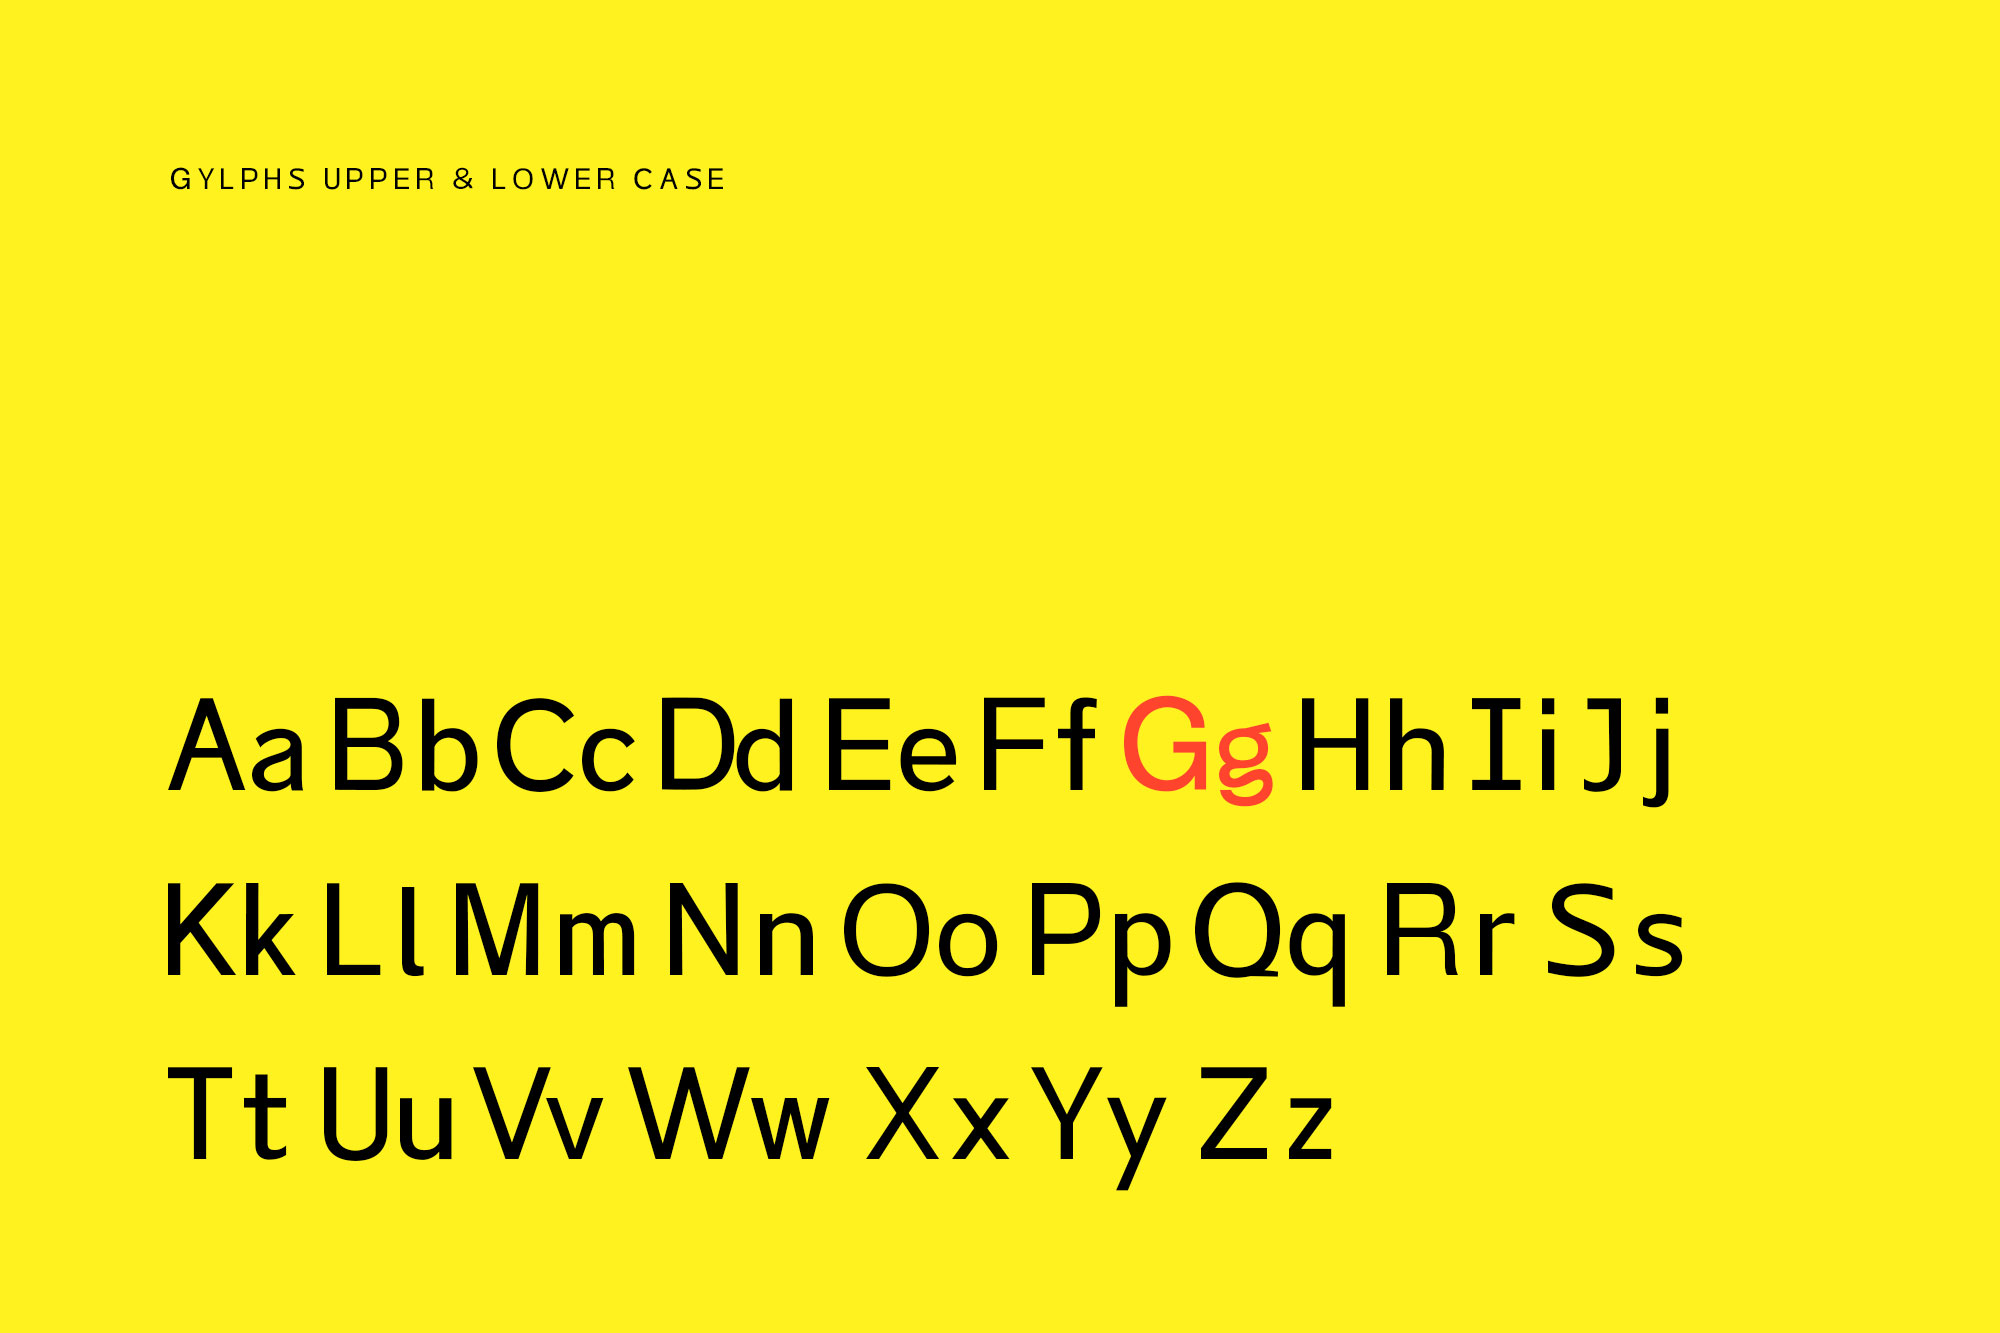 GYLPHS UPPER & LOWER CASE
Aa Bb Cc Dd Ee Ff Gg Hh Ii Jj
Kk Ll Mm Nn Oo Pp Qq Rr Ss
Tt Uu Vv Ww Xx Yy Zz